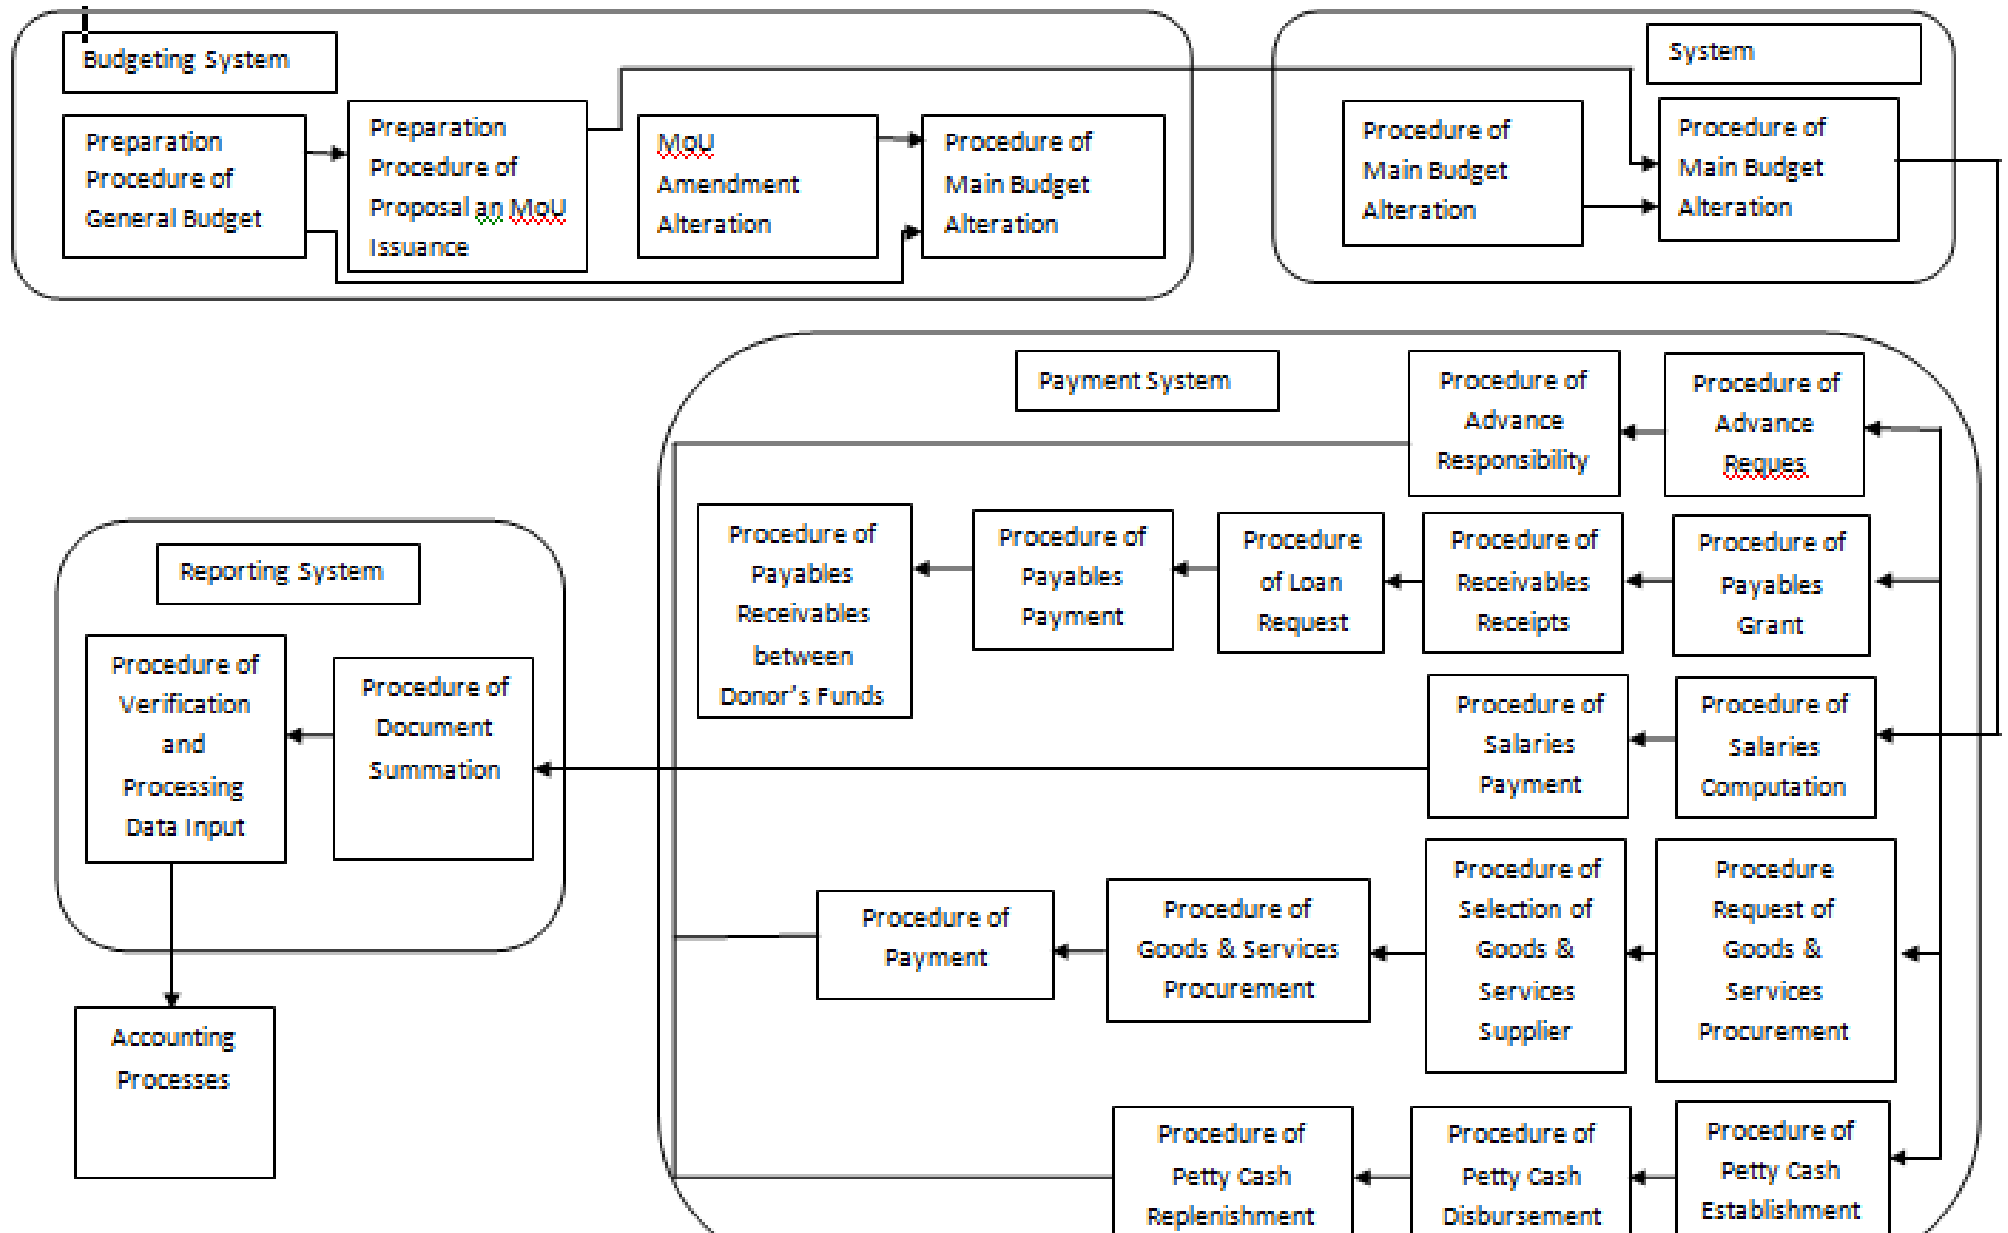 Budgeting System
Preparation
Procedure of
General Budget
Preparation
Procedure of
Proposal an MoU
Issuance
MoU
Amendment
Alteration
Procedure of
Main Budget
Alteration
System
Procedure of
Main Budget
Alteration
Procedure of
Main Budget
Alteration
Payment System
Procedure of
Advance
Responsibility
Procedure of
Advance
Reques
Procedure of
Payables
Receivables
between
Donor's Funds
Procedure of
Payables
Payment
Procedure
of Loan
Request
Procedure of
Receivables
Receipts
Procedure of
Payables
Grant
Reporting System
Procedure of
Verification
and
Processing
Data Input
Procedure of
Document
Summation
Procedure of
Salaries
Payment
Procedure of
Salaries
Computation
Procedure of
Payment
Procedure of
Goods & Services
Procurement
Procedure of
Selection of
Goods &
Services
Supplier
Procedure
Request of
Goods &
Services
Procurement
Accounting
Processes
Procedure of
Petty Cash
Replenishment
Procedure of
Petty Cash
Disbursement
Procedure of
Petty Cash
Establishment